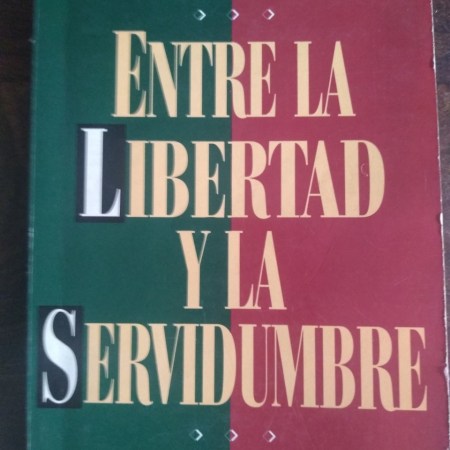 ENTRE LA
LIBERTAD
Y LA
SERVIDUMBRE